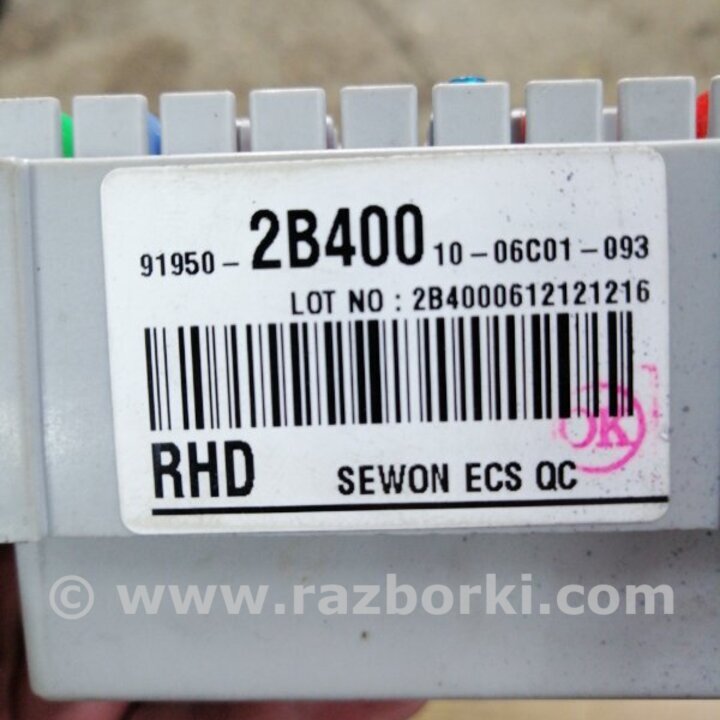 91950-2B400 10-06C01-093
LOT NO : 2B4000612121216
OK
RHD SEWON ECS QC
© www.razborki.com